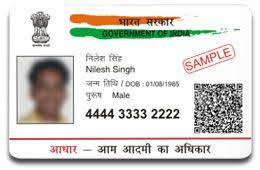 भारत सरकार
GOVERNMENT OF INDIA
निलेश सिंह
Nilesh Singh
जन्म तिथि / DOB : 01/08/1985
पुरुष Male
SAMPLE
4444 3333 2222
आधार - आम आदमी का अधिकार